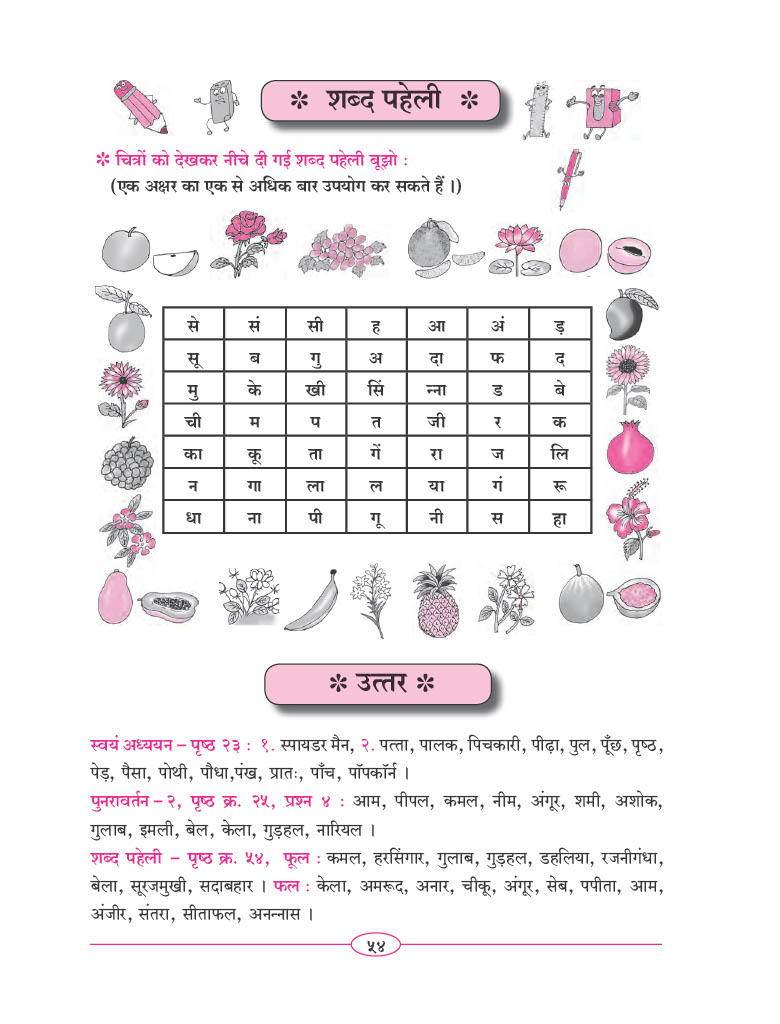 ✽ शब्द पहेली ✽
✽ चित्रों को देखकर नीचे दी गई शब्द पहेली बूझो :
(एक अक्षर का एक से अधिक बार उपयोग कर सकते हैं ।)
से सं सी ह आ अं ड़
सू ब गु अ दा फ द
मु के खी सिं न्ना ड बे
ची म प त जी र क
का कू ता गें रा ज लि
न गा ला ल या गं रू
धा ना पी गू नी स हा
✽ उत्तर ✽
स्वयं अध्ययन – पृष्ठ २३ : १. स्पायडर मैन, २. पत्ता, पालक, पिचकारी, पीढ़ा, पुल, पूँछ, पृष्ठ,
पेड़, पैसा, पोथी, पौधा,पंख, प्रातः, पाँच, पॉपकॉर्न ।
पुनरावर्तन – २, पृष्ठ क्र. २५, प्रश्न ४ : आम, पीपल, कमल, नीम, अंगूर, शमी, अशोक,
गुलाब, इमली, बेल, केला, गुड़हल, नारियल ।
शब्द पहेली – पृष्ठ क्र. ५४, फूल : कमल, हरसिंगार, गुलाब, गुड़हल, डहलिया, रजनीगंधा,
बेला, सूरजमुखी, सदाबहार । फल : केला, अमरूद, अनार, चीकू, अंगूर, सेब, पपीता, आम,
अंजीर, संतरा, सीताफल, अनन्नास ।
५४